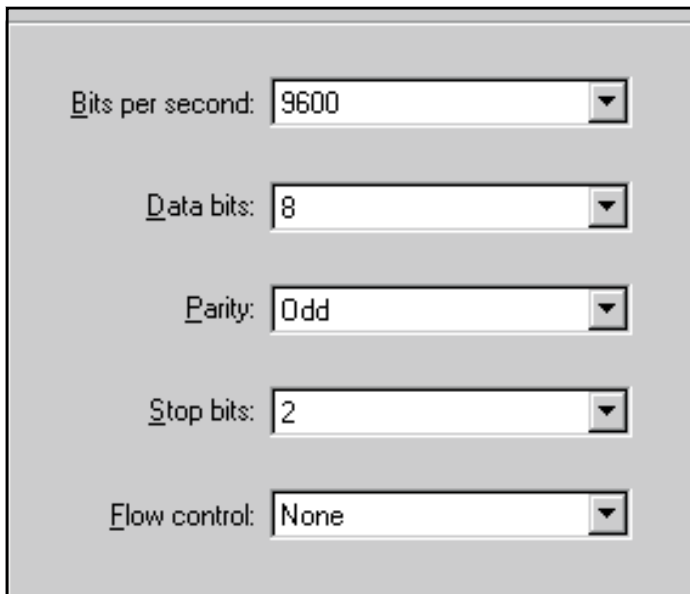 Bits per second: 9600
Data bits: 8
Parity: Odd
Stop bits: 2
Flow control: None